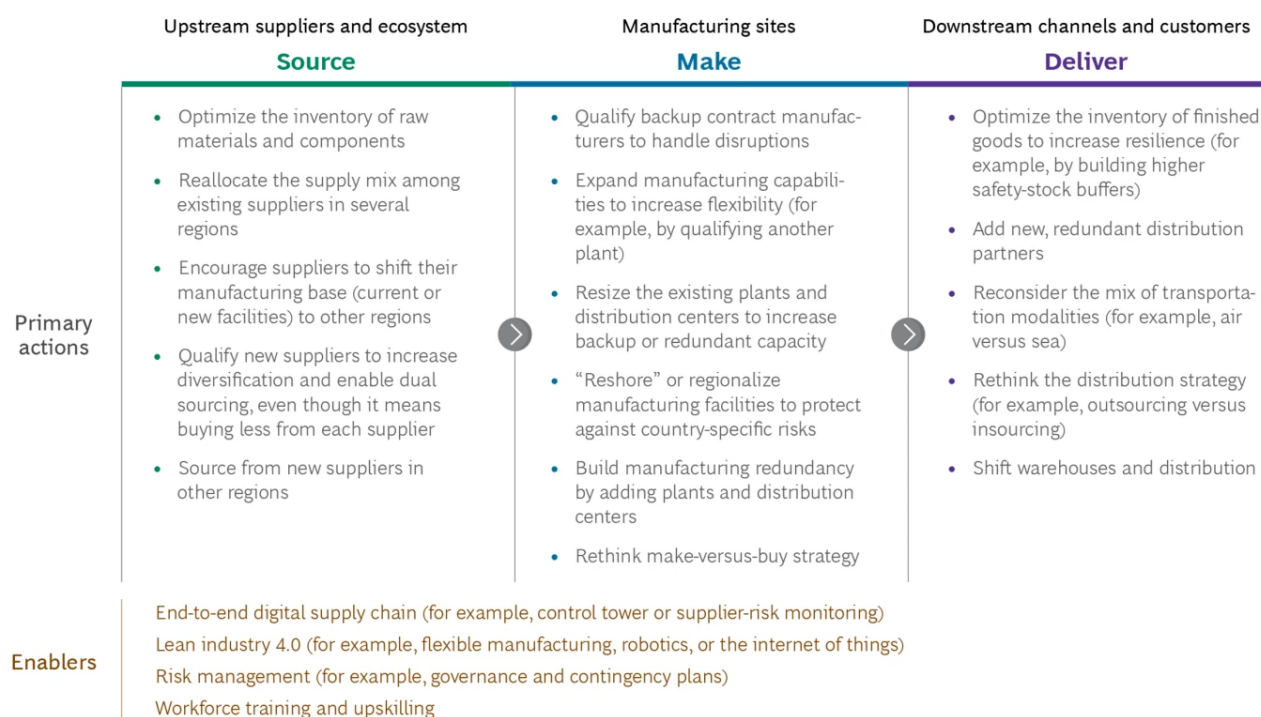 Upstream suppliers and ecosystem
Source
Manufacturing sites
Make
Downstream channels and customers
Deliver
Primary
actions
• Optimize the inventory of raw
materials and components
• Reallocate the supply mix among
existing suppliers in several
regions
• Encourage suppliers to shift their
manufacturing base (current or
new facilities) to other regions
• Qualify new suppliers to increase
diversification and enable dual
sourcing, even though it means
buying less from each supplier
• Source from new suppliers in
other regions
• Qualify backup contract manufac-
turers to handle disruptions
• Expand manufacturing capabili-
ties to increase flexibility (for
example, by qualifying another
plant)
• Resize the existing plants and
distribution centers to increase
backup or redundant capacity
• “Reshore” or regionalize
manufacturing facilities to protect
against country-specific risks
• Build manufacturing redundancy
by adding plants and distribution
centers
• Rethink make-versus-buy strategy
• Optimize the inventory of finished
goods to increase resilience (for
example, by building higher
safety-stock buffers)
• Add new, redundant distribution
partners
• Reconsider the mix of transporta-
tion modalities (for example, air
versus sea)
• Rethink the distribution strategy
(for example, outsourcing versus
insourcing)
• Shift warehouses and distribution
Enablers
End-to-end digital supply chain (for example, control tower or supplier-risk monitoring)
Lean industry 4.0 (for example, flexible manufacturing, robotics, or the internet of things)
Risk management (for example, governance and contingency plans)
Workforce training and upskilling